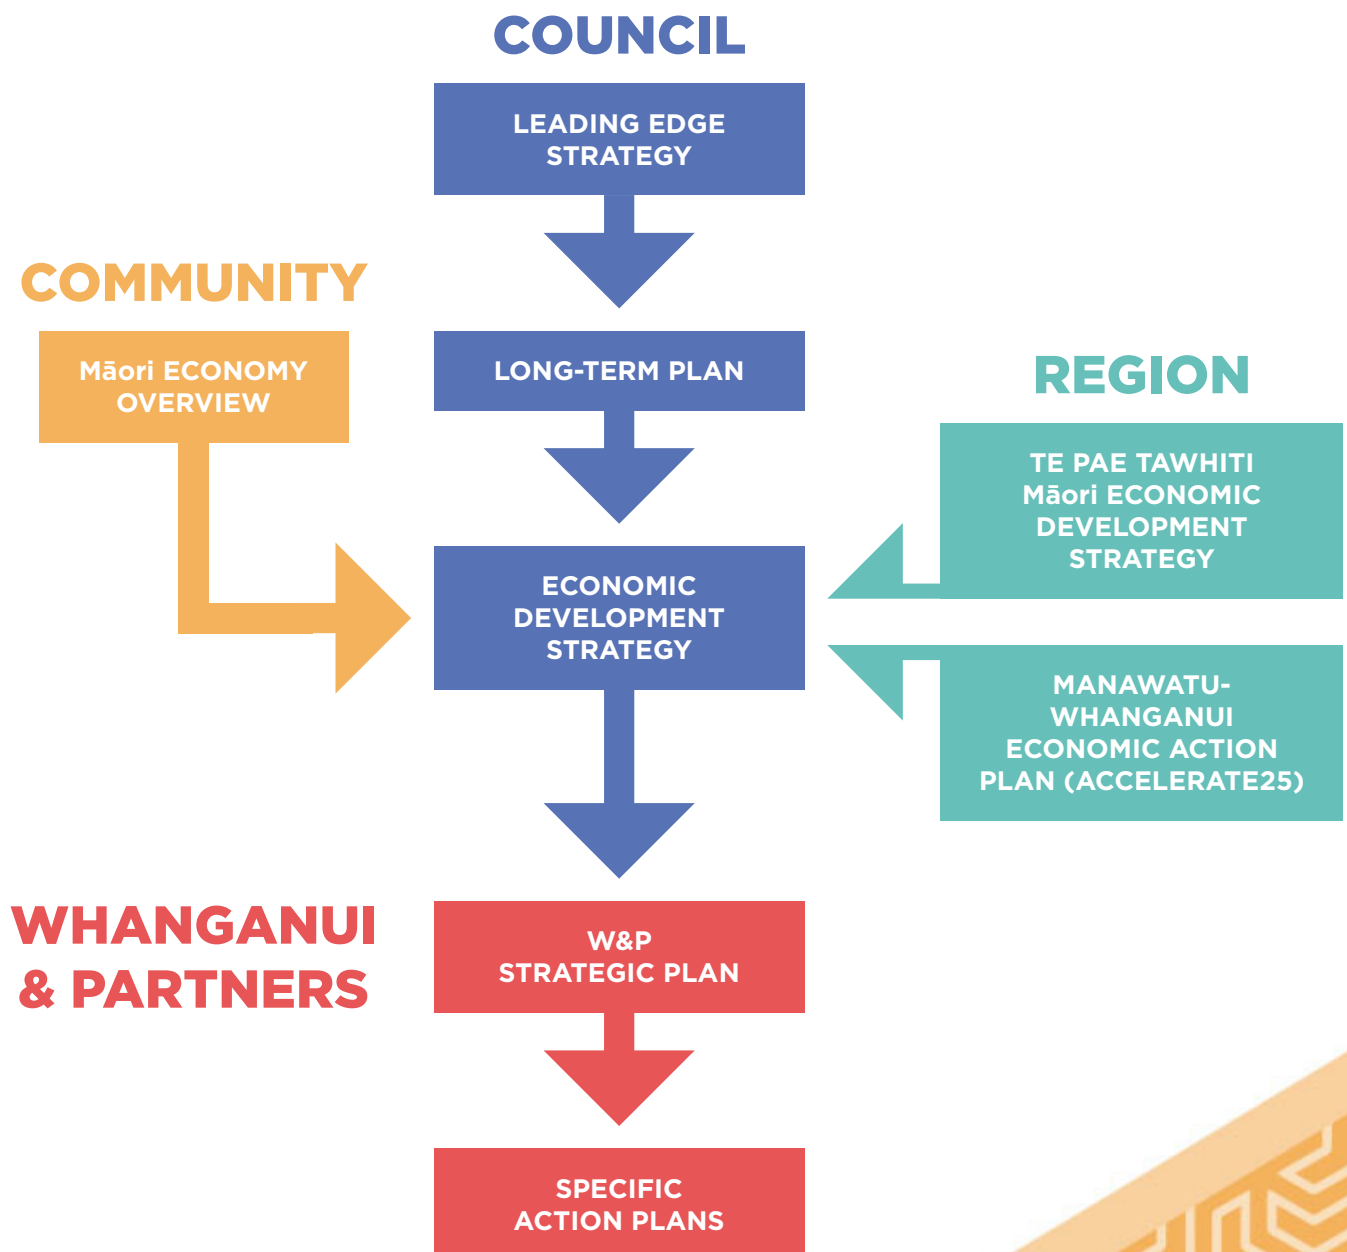 COUNCIL
LEADING EDGE
STRATEGY
COMMUNITY
Māori ECONOMY
OVERVIEW
LONG-TERM PLAN
REGION
TE PAE TAWHITI
Māori ECONOMIC
DEVELOPMENT
STRATEGY
ECONOMIC
DEVELOPMENT
STRATEGY
MANAWATU-
WHANGANUI
ECONOMIC ACTION
PLAN (ACCELERATE25)
WHANGANUI
& PARTNERS
W&P
STRATEGIC PLAN
SPECIFIC
ACTION PLANS